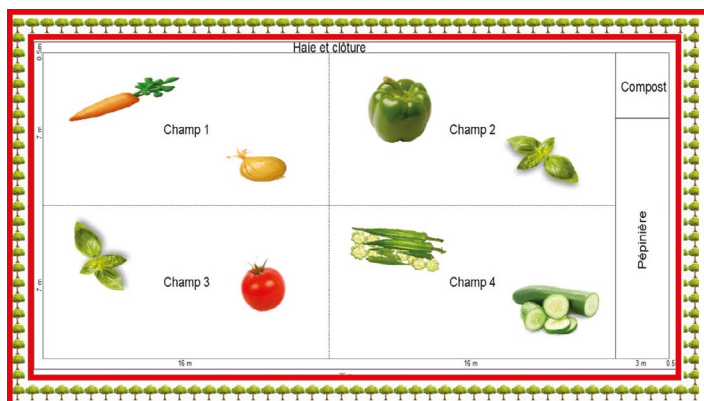 Haie et clôture
0,5m
Compost
Champ 1
Champ 2
7 m
Pépinière
Champ 3
Champ 4
7 m
16 m
16 m
3 m
0.5